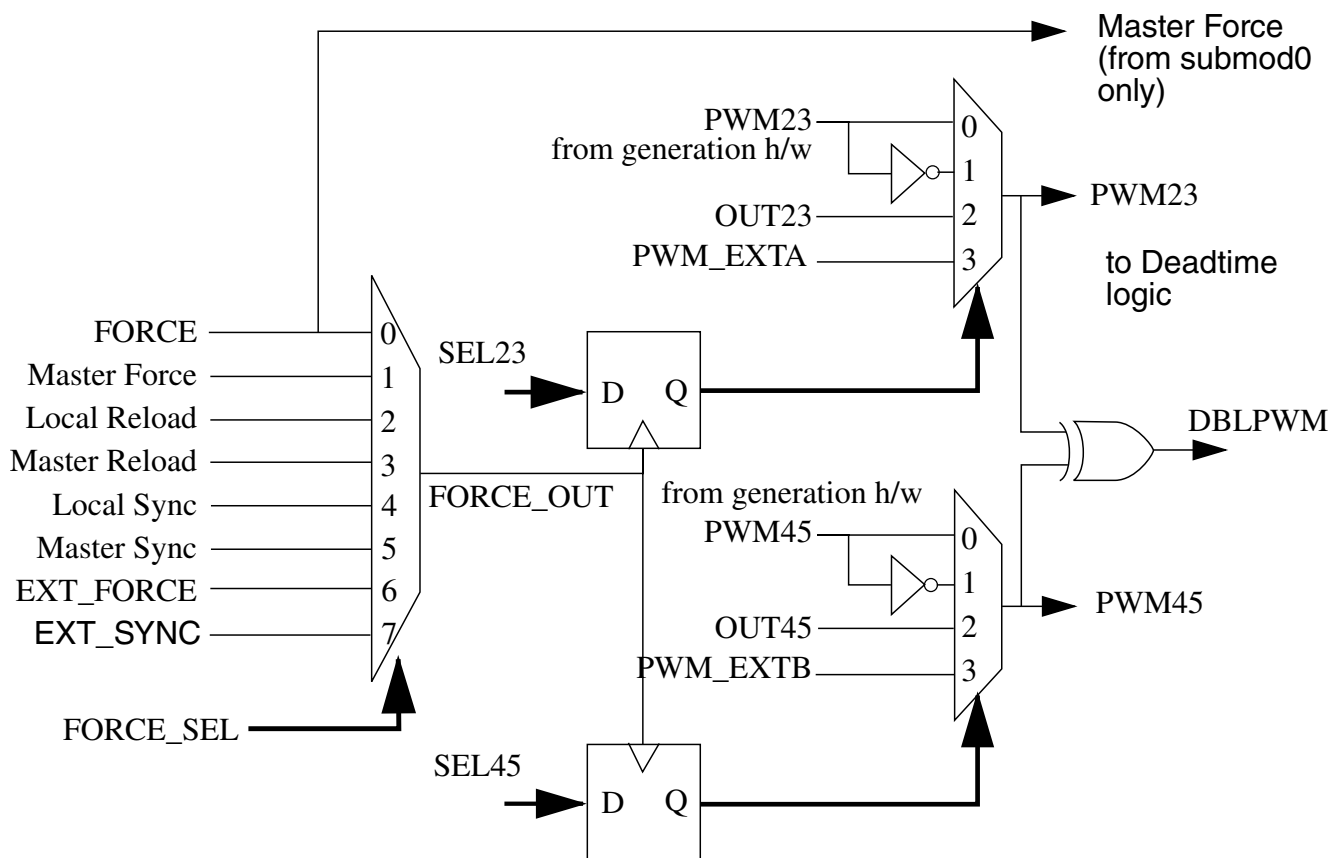 Master Force
(from submod0
only)
PWM23
from generation h/w
OUT23
PWM_EXTA
0
1
2
3
PWM23
to Deadtime
logic
FORCE
Master Force
Local Reload
Master Reload
Local Sync
Master Sync
EXT_FORCE
EXT_SYNC
0
1
2
3
4
5
6
7
FORCE_SEL
FORCE_OUT
SEL23
D Q
DBLPWM
from generation h/w
PWM45
OUT45
PWM_EXTB
0
1
2
3
PWM45
SEL45
D Q